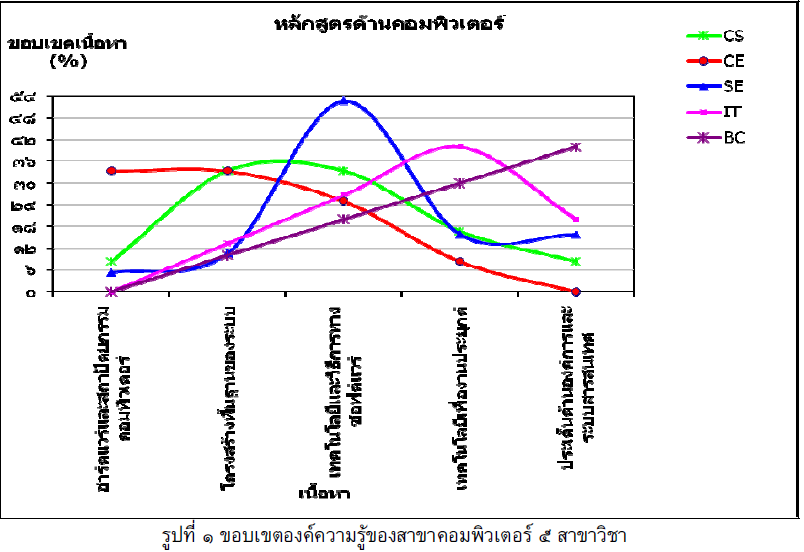 หลักสูตรด้านคอมพิวเตอร์
ขอบเขตเนื้อหา
(%)
CS
CE
SE
IT
BC
๕๔
๔๘
๔๒
๓๖
๓๐
๒๔
๑๘
๑๒
๖
๐
ฮาร์ดแวร์และสถาปัตยกรรม
คอมพิวเตอร์
โครงสร้างพื้นฐานของระบบ
เทคโนโลยีและวิธีการทาง
ซอฟต์แวร์
เทคโนโลยีเพื่องานประยุกต์
ประเด็นด้านองค์การและ
ระบบสารสนเทศ
เนื้อหา
รูปที่ ๑ ขอบเขตองค์ความรู้ของสาขาคอมพิวเตอร์ ๕ สาขาวิชา